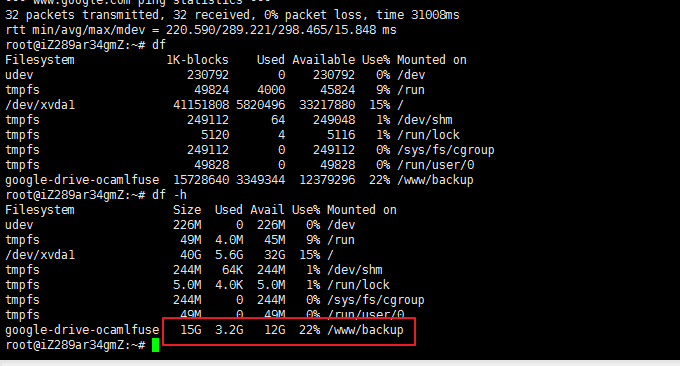 --- www.google.com ping statistics ---
32 packets transmitted, 32 received, 0% packet loss, time 31008ms
rtt min/avg/max/mdev = 220.590/289.221/298.465/15.848 ms
root@iZ289ar34gmZ:~# df
Filesystem 1K-blocks Used Available Use% Mounted on
udev 230792 0 230792 0% /dev
tmpfs 49824 4000 45824 9% /run
/dev/xvda1 41151808 5820496 33217880 15% /
tmpfs 249112 64 249048 1% /dev/shm
tmpfs 5120 4 5116 1% /run/lock
tmpfs 249112 0 249112 0% /sys/fs/cgroup
tmpfs 49828 0 49828 0% /run/user/0
google-drive-ocamlfuse 15728640 3349344 12379296 22% /www/backup
root@iZ289ar34gmZ:~# df -h
Filesystem Size Used Avail Use% Mounted on
udev 226M 0 226M 0% /dev
tmpfs 49M 4.0M 45M 9% /run
/dev/xvda1 40G 5.6G 32G 15% /
tmpfs 244M 64K 244M 1% /dev/shm
tmpfs 5.0M 4.0K 5.0M 1% /run/lock
tmpfs 244M 0 244M 0% /sys/fs/cgroup
tmpfs 49M 0 49M 0% /run/user/0
google-drive-ocamlfuse 15G 3.2G 12G 22% /www/backup
root@iZ289ar34gmZ:~#